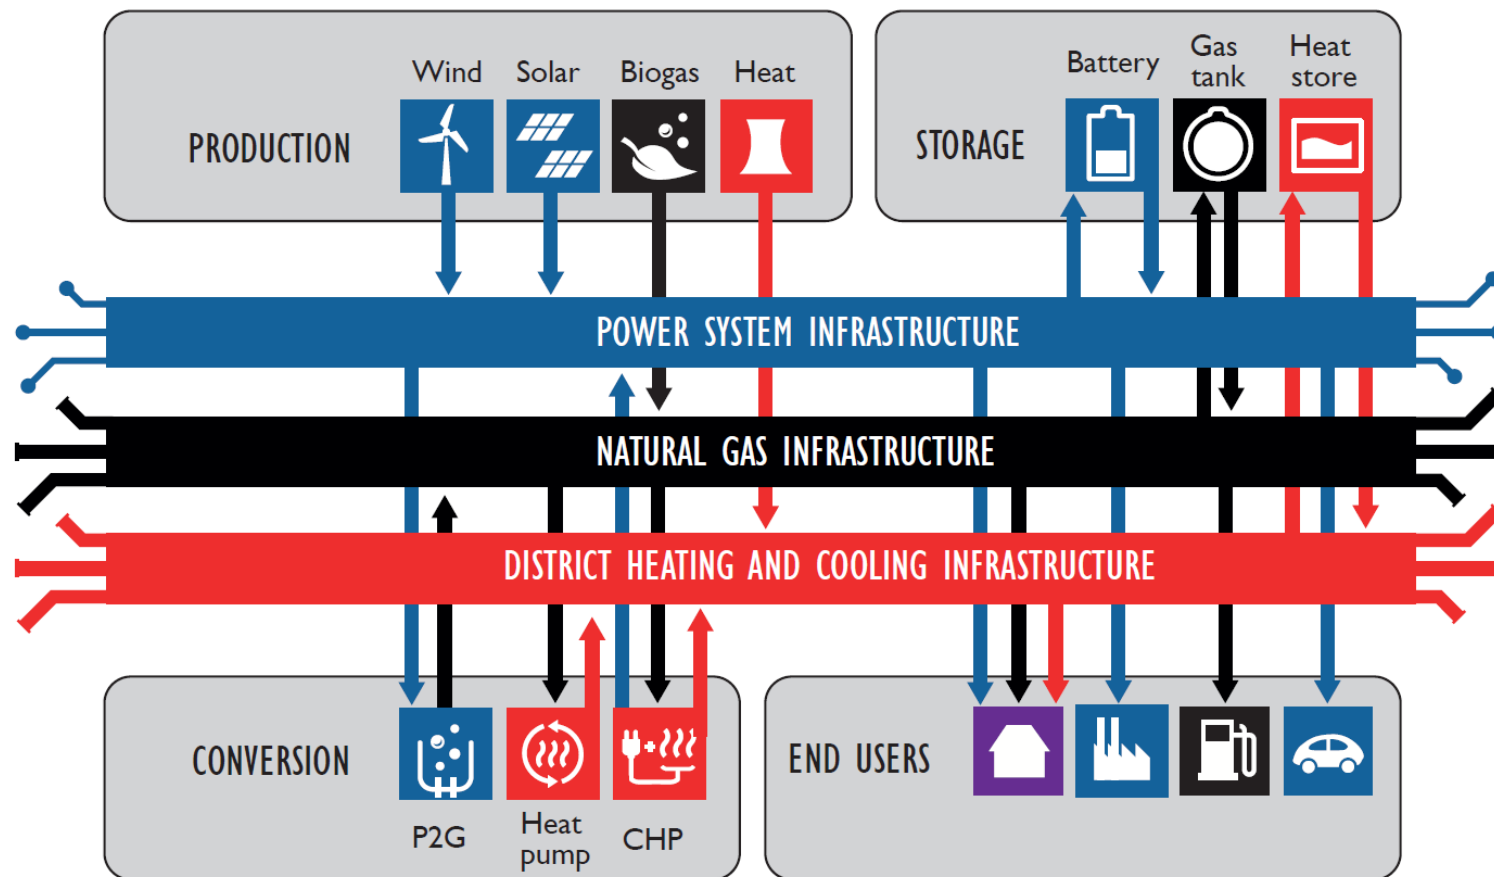 Wind
Solar
Biogas
Heat
PRODUCTION
Battery
Gas
tank
Heat
store
STORAGE
POWER SYSTEM INFRASTRUCTURE
NATURAL GAS INFRASTRUCTURE
DISTRICT HEATING AND COOLING INFRASTRUCTURE
CONVERSION
P2G
Heat
pump
CHP
END USERS